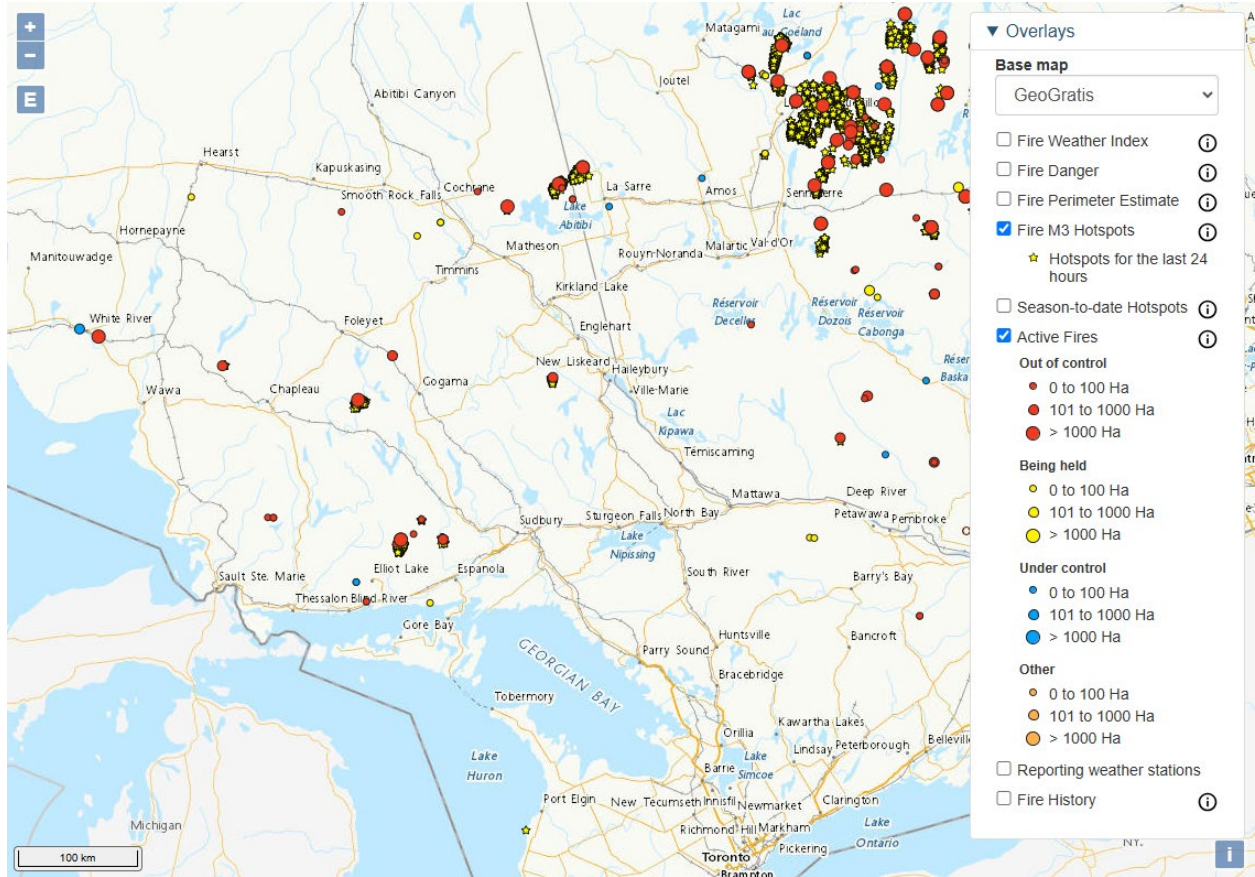 +
−
E
Lac
au Goéland
Matagami
Joutel
Abitibi Canyon
Hearst
Kapuskasing
Smooth Rock Falls
Cochrane
La Sarre
Amos
Senneterre
Lake
Abitibi
Hornepayne
Matheson
Manitouwadge
Timmins
Rouyn-Noranda
Malartic
Val-d'Or
Kirkland Lake
Réservoir
Decelles
Réservoir
Dozois
Réservoir
Cabonga
White River
Foleyet
Englehart
New Liskeard
Haileybury
Ville-Marie
Réser
Baska
Wawa
Chapleau
Gogama
Lac
Kipawa
Témiscaming
Mattawa
Deep River
Petawawa
Pembroke
Sudbury
Sturgeon Falls
North Bay
Lake
Nipissing
Sault Ste. Marie
Elliot Lake
Espanola
South River
Barry's Bay
Thessalon
Blind River
Gore Bay
Huntsville
Bancroft
Parry Sound
GEORGIAN BAY
Bracebridge
Tobermory
Kawartha Lakes
Orillia
Lindsay
Peterborough
Belleville
Lake
Huron
Barrie
Lake
Simcoe
Port Elgin
New Tecumseth
Innisfil
Newmarket
Clarington
Richmond Hill
Markham
Pickering
Lake
Ontario
Michigan
Toronto
Brampton
NY.
100 km
▼ Overlays
Base map
GeoGratis
Fire Weather Index
Fire Danger
Fire Perimeter Estimate
Fire M3 Hotspots
Hotspots for the last 24
hours
Season-to-date Hotspots
Active Fires
Out of control
0 to 100 Ha
101 to 1000 Ha
> 1000 Ha
Being held
0 to 100 Ha
101 to 1000 Ha
> 1000 Ha
Under control
0 to 100 Ha
101 to 1000 Ha
> 1000 Ha
Other
0 to 100 Ha
101 to 1000 Ha
> 1000 Ha
Reporting weather stations
Fire History
i